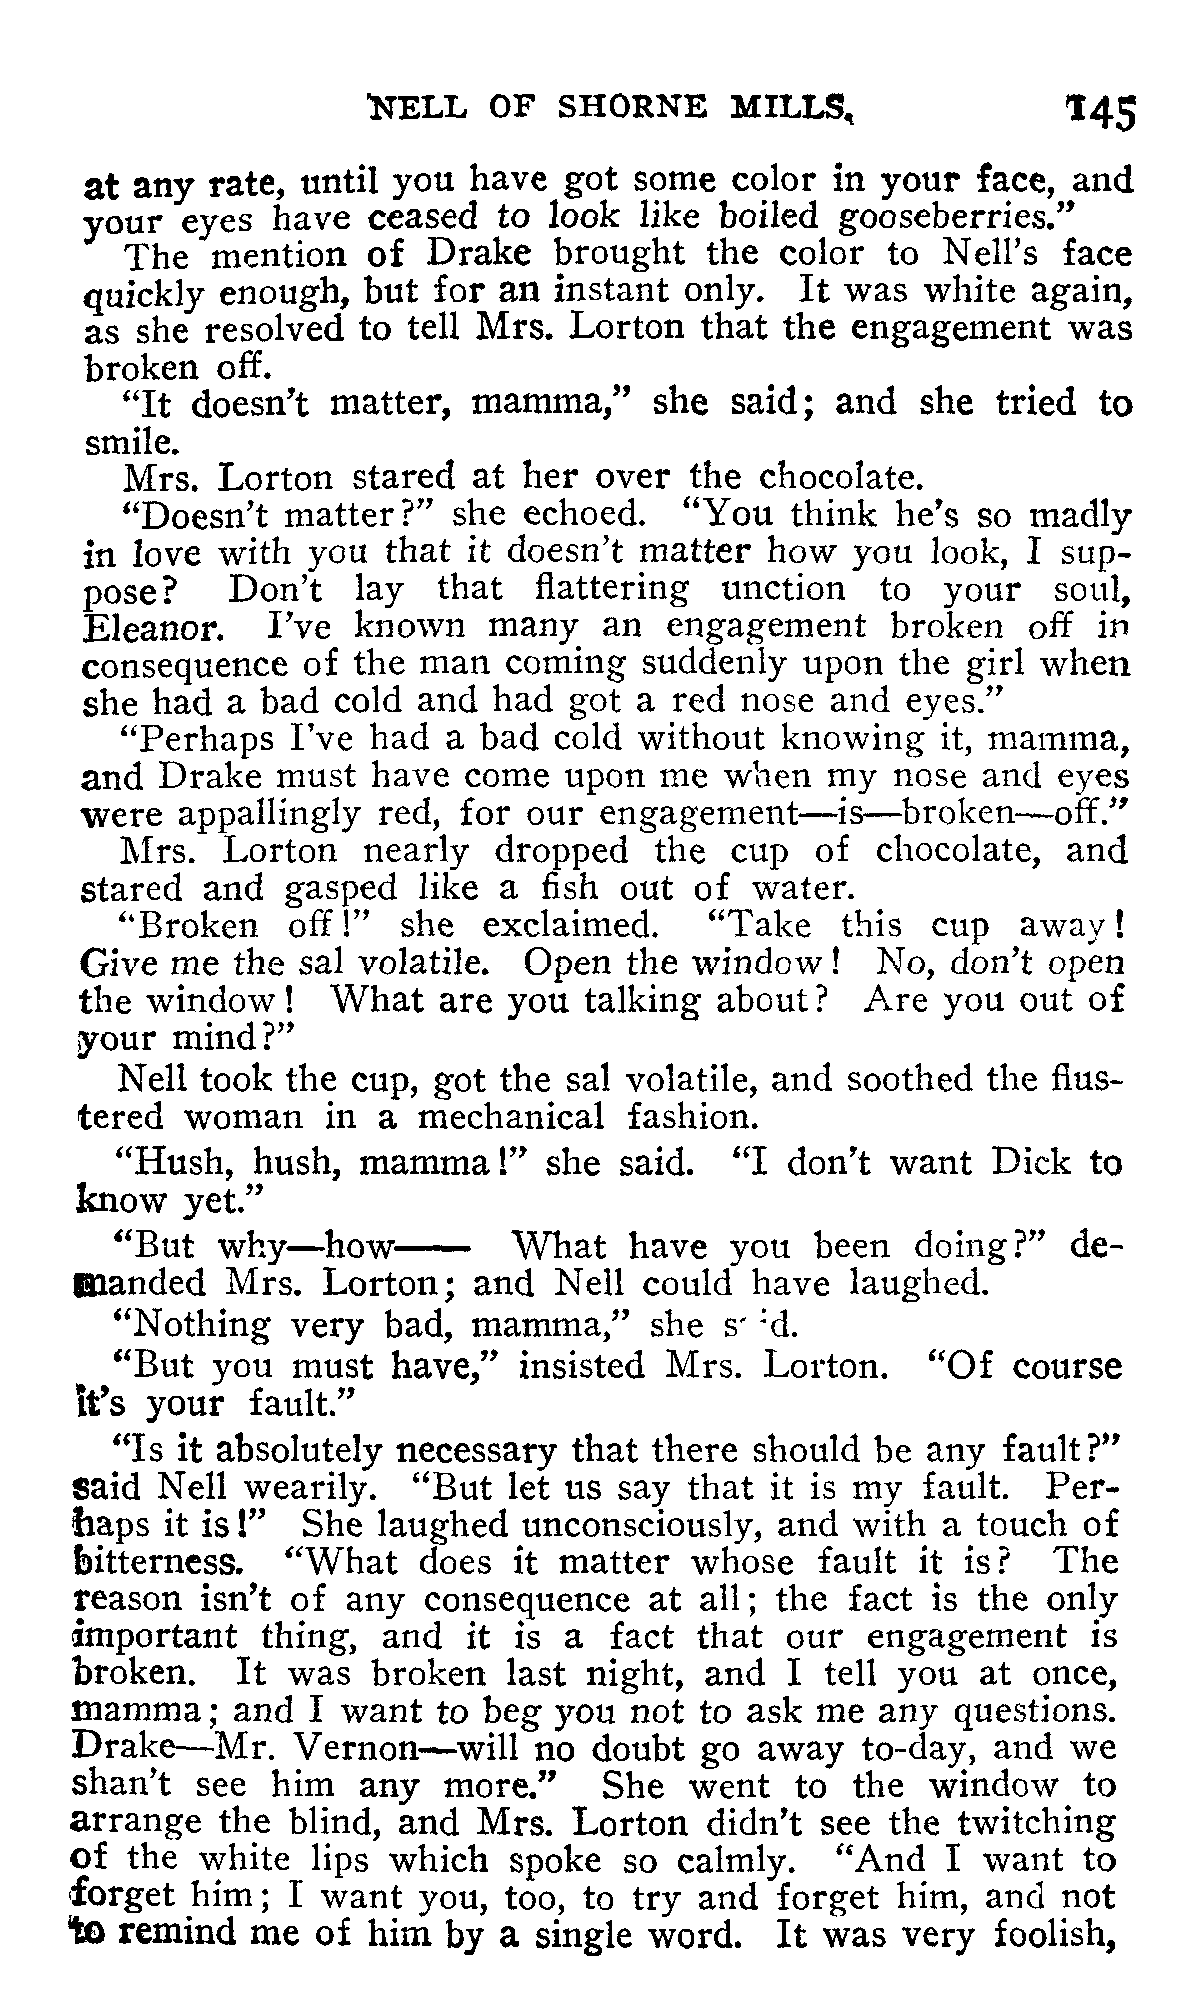 NELL OF SHORNE MILLS. 145
at any rate, until you have got some color in your face, and
your eyes have ceased to look like boiled gooseberries.”
The mention of Drake brought the color to Nell’s face
quickly enough, but for an instant only. It was white again,
as she resolved to tell Mrs. Lorton that the engagement was
broken off.
“It doesn’t matter, mamma,” she said; and she tried to
smile.
Mrs. Lorton stared at her over the chocolate.
“Doesn’t matter?” she echoed. “You think he’s so madly
in love with you that it doesn’t matter how you look, I sup-
pose? Don’t lay that flattering unction to your soul,
Eleanor. I’ve known many an engagement broken off in
consequence of the man coming suddenly upon the girl when
she had a bad cold and had got a red nose and eyes.”
“Perhaps I’ve had a bad cold without knowing it, mamma,
and Drake must have come upon me when my nose and eyes
were appallingly red, for our engagement—is—broken—off.”
Mrs. Lorton nearly dropped the cup of chocolate, and
stared and gasped like a fish out of water.
“Broken off!” she exclaimed. “Take this cup away!
Give me the sal volatile. Open the window! No, don’t open
the window! What are you talking about? Are you out of
your mind?”
Nell took the cup, got the sal volatile, and soothed the flus-
tered woman in a mechanical fashion.
“Hush, hush, mamma!” she said. “I don’t want Dick to
know yet.”
“But why—how—— What have you been doing?” de-
manded Mrs. Lorton; and Nell could have laughed.
“Nothing very bad, mamma,” she said.
“But you must have,” insisted Mrs. Lorton. “Of course
it’s your fault.”
“Is it absolutely necessary that there should be any fault?”
said Nell wearily. “But let us say that it is my fault. Per-
haps it is!” She laughed unconsciously, and with a touch of
bitterness. “What does it matter whose fault it is? The
reason isn’t of any consequence at all; the fact is the only
important thing, and it is a fact that our engagement is
broken. It was broken last night, and I tell you at once,
mamma; and I want to beg you not to ask me any questions.
Drake—Mr. Vernon—will no doubt go away to-day, and we
shan’t see him any more.” She went to the window to
arrange the blind, and Mrs. Lorton didn’t see the twitching
of the white lips which spoke so calmly. “And I want to
forget him; I want you, too, to try and forget him, and not
to remind me of him by a single word. It was very foolish,